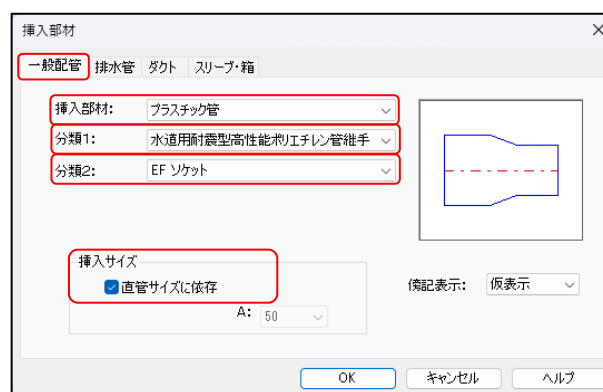 挿入部材
一般配管 排水管 ダクト スリーブ・箱
挿入部材: プラスチック管
分類1: 水道用耐震型高性能ポリエチレン管継手
分類2: EF ソケット
挿入サイズ
直管サイズに依存
A: 50
傍記表示: 仮表示
OK キャンセル ヘルプ